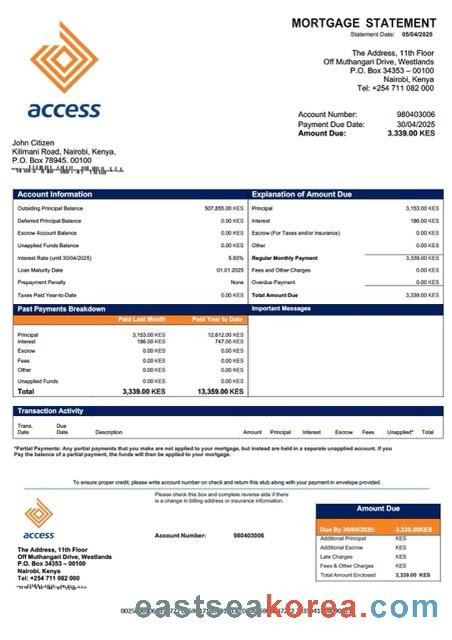 MORTGAGE STATEMENT
Statement Date: 05/04/2025
access
The Address, 11th Floor
Off Muthangari Drive, Westlands
P.O. Box 34353 – 00100
Nairobi, Kenya
Tel: +254 711 082 000
Account Number: 980403006
Payment Due Date: 30/04/2025
Amount Due: 3.339.00 KES
John Citizen
Kilimani Road, Nairobi, Kenya,
P.O. Box 78945. 00100
Account Information
Outsiding Principal Balance 507,855.00 KES
Deferred Principal Balance 0.00 KES
Escrow Account Balance 0.00 KES
Unapplied Funds Balance 0.00 KES
Interest Rate (until 30/04/2025) 5.93%
Loan Maturity Date 01.01.2025
Prepayment Penalty None
Taxes Paid Year-to-Date 0.00 KES
Explanation of Amount Due
Principal 3,153.00 KES
Interest 186.00 KES
Escrow (For Taxes and/or insurance) 0.00 KES
Other 0.00 KES
Regular Monthly Payment 3,339.00 KES
Fees and Other Charges 0.00 KES
Overdue Payment 0.00 KES
Total Amount Due 3,339.00 KES
Past Payments Breakdown
Paid Last Month Paid Year to Date
Principal 3,153.00 KES 12,612.00 KES
Interest 186.00 KES 747.00 KES
Escrow 0.00 KES 0.00 KES
Fees 0.00 KES 0.00 KES
Other 0.00 KES 0.00 KES
Unapplied Funds 0.00 KES 0.00 KES
Total 3,339.00 KES 13,359.00 KES
Important Messages
Transaction Activity
Trans. Date Due Date Description Amount Principal Interest Escrow Fees Unapplied* Total
*Partial Payments: Any partial payments that you make are not applied to your mortgage, but instead are held in a separate unapplied account. If you
Pay the balance of a partial payment, the funds will then be applied to your mortgage.
To ensure proper credit, please write account number on check and return this stub along with your payment in envelope provided.
Please check this box and complete reverse side if there
is a change in billing address or insurance information.
access
The Address, 11th Floor
Off Muthangari Drive, Westlands
P.O. Box 34353 – 00100
Nairobi, Kenya
Tel: +254 711 082 000
Account Number: 980403006
Amount Due
Due By 30/04/2025: 3,339.00KES
Additional Principal KES
Additional Escrow KES
Late Charges KES
Fees & Other Charges KES
Total Amount Enclosed 3,339.00 KES
eastseakorea.com